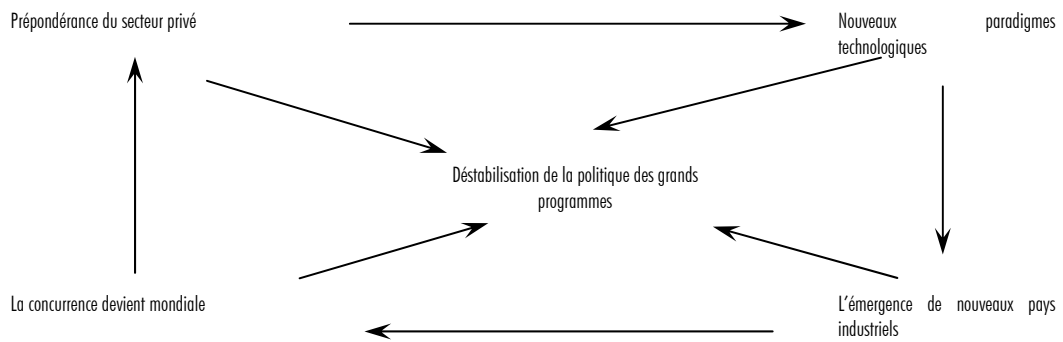 Prépondérance du secteur privé
Nouveaux paradigmes
technologiques
Déstabilisation de la politique des grands
programmes
La concurrence devient mondiale
L'émergence de nouveaux pays
industriels